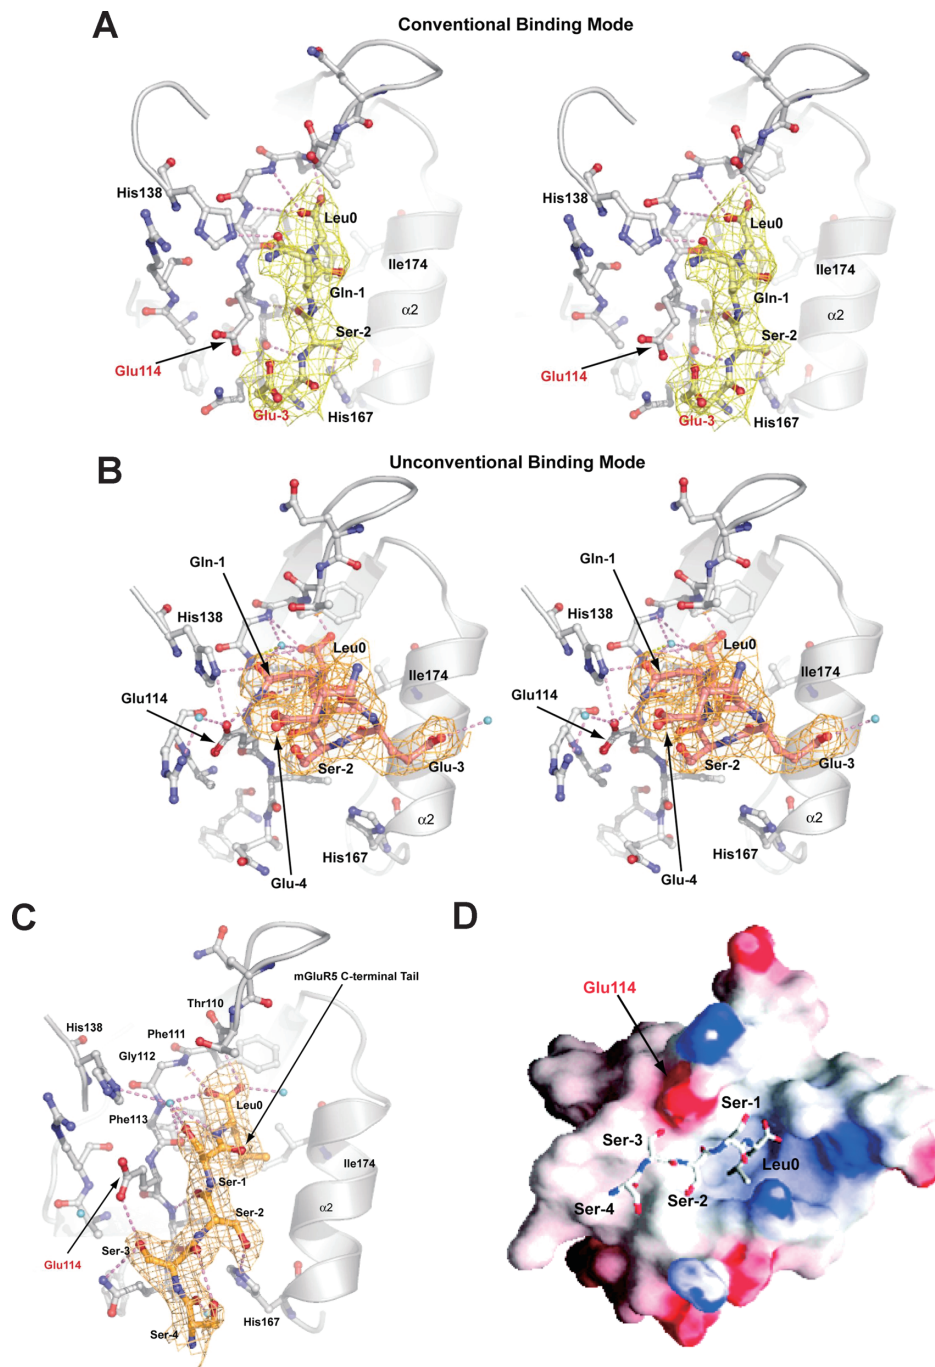 A
Conventional Binding Mode
His138
Leu0
Ile174
Gln-1
α2
Ser-2
Glu114
Glu-3
His167
His138
Leu0
Ile174
Gln-1
α2
Ser-2
Glu114
Glu-3
His167
B
Unconventional Binding Mode
Gln-1
His138
Leu0
Ile174
Glu114
Ser-2
Glu-3
α2
His167
Glu-4
Gln-1
His138
Leu0
Ile174
Glu114
Ser-2
Glu-3
α2
His167
Glu-4
C
mGluR5 C-terminal Tail
Thr110
His138
Phe111
Gly112
Leu0
Phe113
Ile174
Ser-1
Ser-2
α2
Ser-3
Glu114
Ser-4
His167
D
Glu114
Ser-1
Ser-3
Leu0
Ser-2
Ser-4